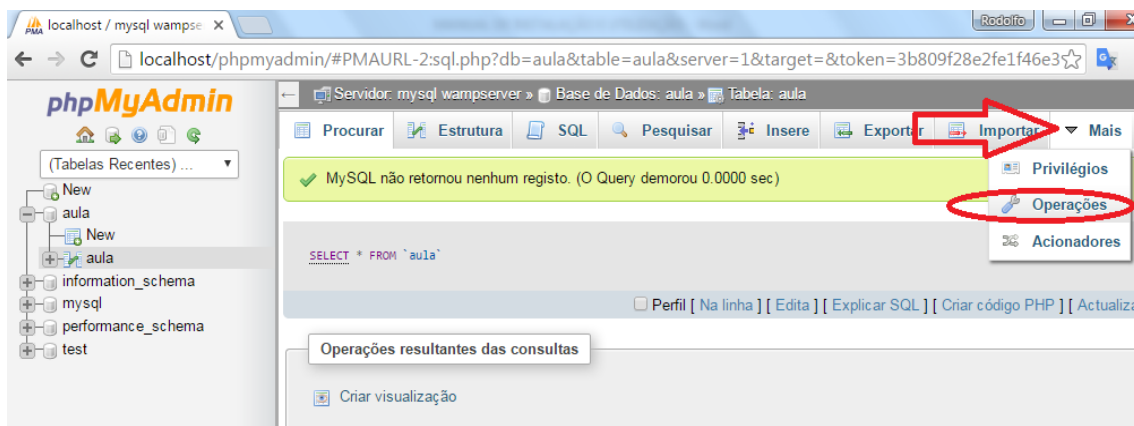 localhost / mysql wampse
Rodolfo
localhost/phpmyadmin/#PMAURL-2:sql.php?db=aula&table=aula&server=1&target=&token=3b809f28e2fe1f46e3
phpMyAdmin
(Tabelas Recentes) ...
New
aula
New
aula
information_schema
mysql
performance_schema
test
Servidor: mysql wampserver » Base de Dados: aula » Tabela: aula
Procurar Estrutura SQL Pesquisar Insere Exportar Importar Mais
Privilégios
Operações
Acionadores
MySQL não retornou nenhum registo. (O Query demorou 0.0000 sec)
SELECT * FROM `aula`
Perfil [ Na linha ] [ Edita ] [ Explicar SQL ] [ Criar código PHP ] [ Actualiza
Operações resultantes das consultas
Criar visualização